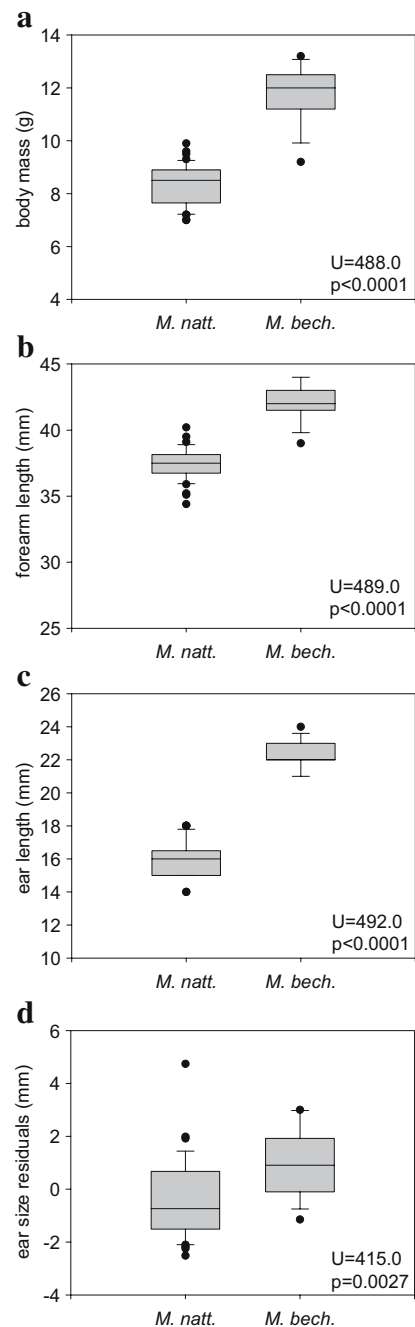 a
14
12
10
8
6
4
body mass (g)
U=488.0
p<0.0001
M. natt.
M. bech.
b
45
40
35
30
25
forearm length (mm)
U=489.0
p<0.0001
M. natt.
M. bech.
c
26
24
22
20
18
16
14
12
10
ear length (mm)
U=492.0
p<0.0001
M. natt.
M. bech.
d
6
4
2
0
-2
-4
ear size residuals (mm)
U=415.0
p=0.0027
M. natt.
M. bech.